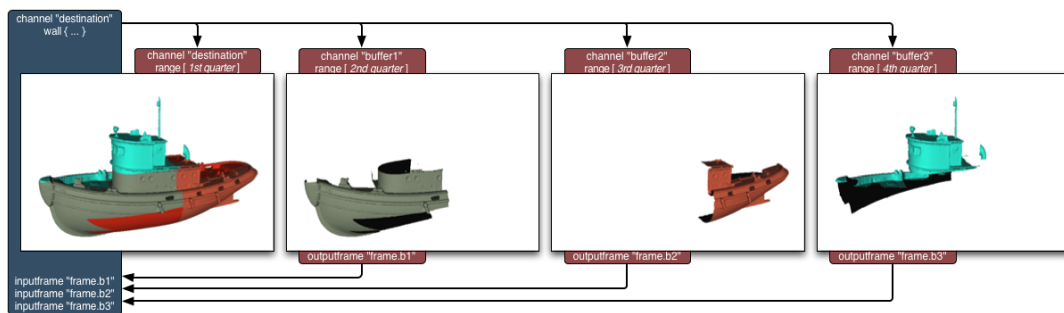 channel "destination"
wall { ... }
channel "destination"
range [ 1st quarter ]
channel "buffer1"
range [ 2nd quarter ]
channel "buffer2"
range [ 3rd quarter ]
channel "buffer3"
range [ 4th quarter ]
outputframe "frame.b1"
outputframe "frame.b2"
outputframe "frame.b3"
inputframe "frame.b1"
inputframe "frame.b2"
inputframe "frame.b3"